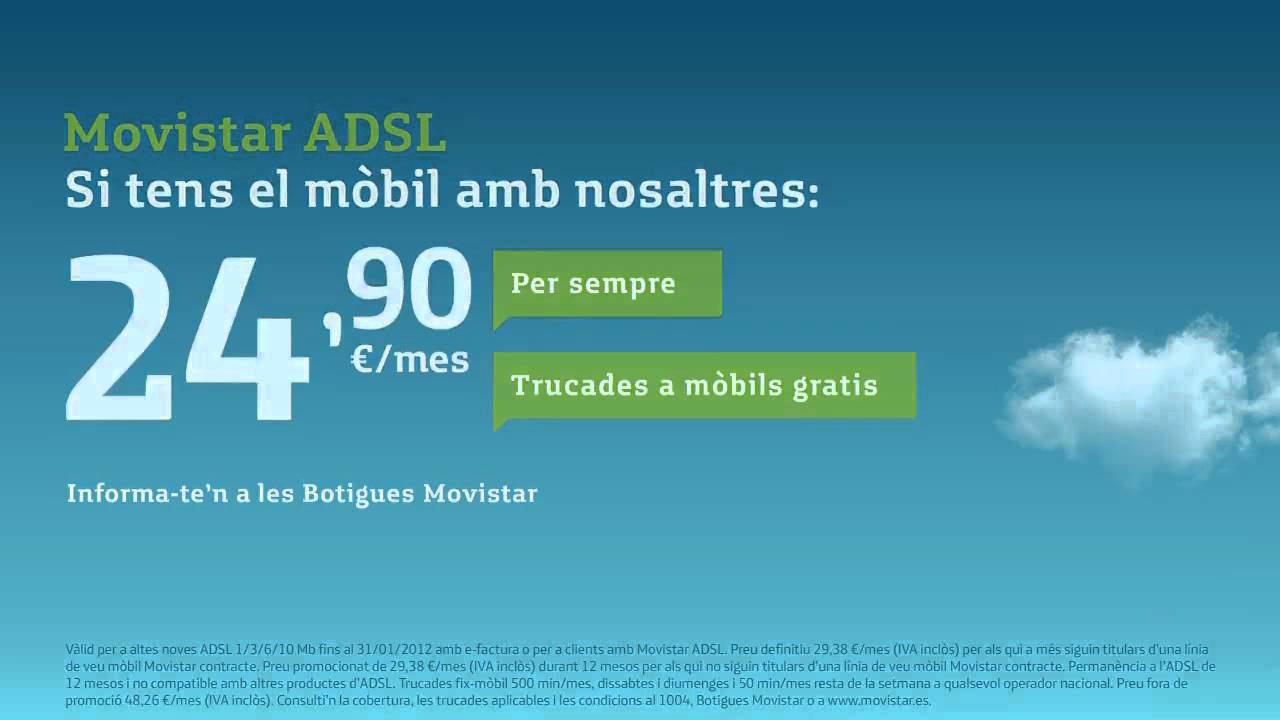 Movistar ADSL
Si tens el mòbil amb nosaltres:
24,90
€/mes
Per sempre
Trucades a mòbils gratis
Informa-te'n a les Botigues Movistar
Vàlid per a altes noves ADSL 1/3/6/10 Mb fins al 31/01/2012 amb e-factura o per a clients amb Movistar ADSL. Preu definitiu 29,38 €/mes (IVA inclòs) per als qui a més siguin titulars d'una línia
de veu mòbil Movistar contracte. Preu promocionat de 29,38 €/mes (IVA inclòs) durant 12 mesos per als qui no siguin titulars d'una línia de veu mòbil Movistar contracte. Permanència a l'ADSL de
12 mesos i no compatible amb altres productes d'ADSL. Trucades fix-mòbil 500 min/mes, dissabtes i diumenges i 50 min/mes resta de la setmana a qualsevol operador nacional. Preu fora de
promoció 48,26 €/mes (IVA inclòs). Consulti'n la cobertura, les trucades aplicables i les condicions al 1004, Botigues Movistar o a www.movistar.es.